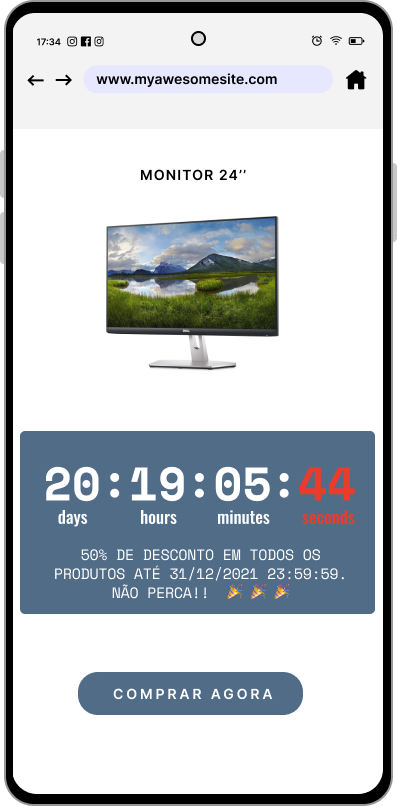 17:34
www.myawesomesite.com
MONITOR 24’’
DELL
20:19:05:44
days hours minutes seconds
50% DE DESCONTO EM TODOS OS
PRODUTOS ATÉ 31/12/2021 23:59:59.
NÃO PERCA!! 🎉 🎉 🎉
COMPRAR AGORA